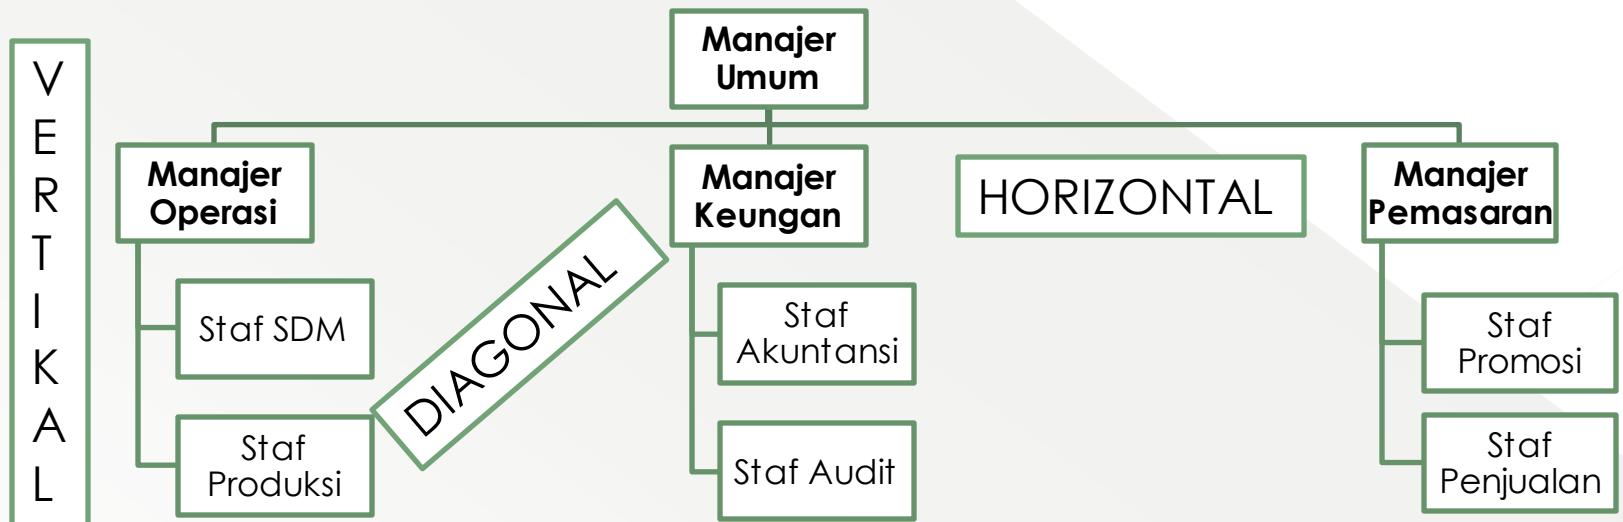 Manajer
Umum
VERTIKAL
Manajer
Operasi
Manajer
Keungan
HORIZONTAL
Manajer
Pemasaran
DIAGONAL
Staf SDM
Staf
Produksi
Staf
Akuntansi
Staf Audit
Staf
Promosi
Staf
Penjualan